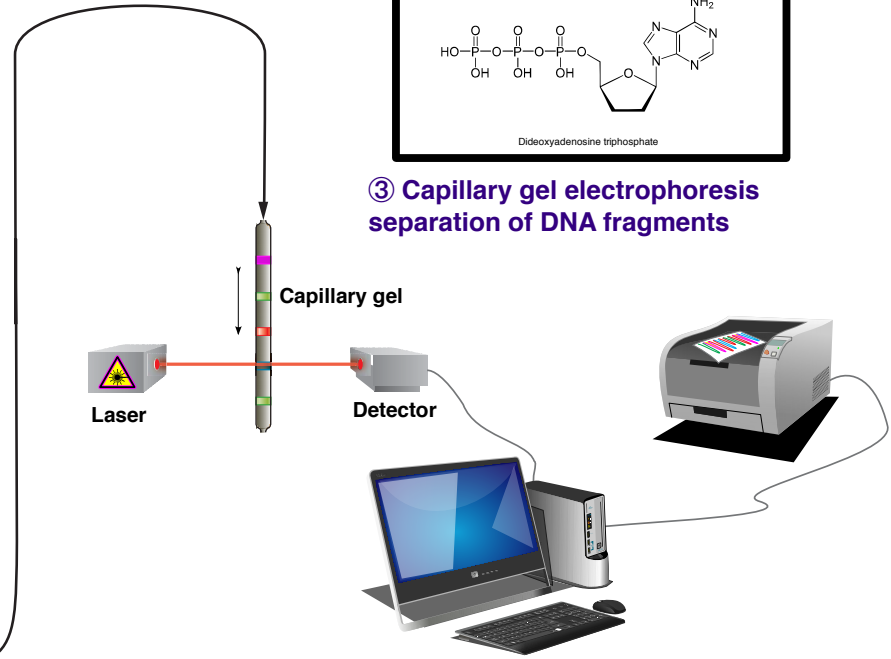 NH2
N
N
N
N
O
O
O
HO-P-O-P-O-P-O
O
OH
OH
OH
Dideoxyadenosine triphosphate
③ Capillary gel electrophoresis
separation of DNA fragments
Capillary gel
Laser
Detector